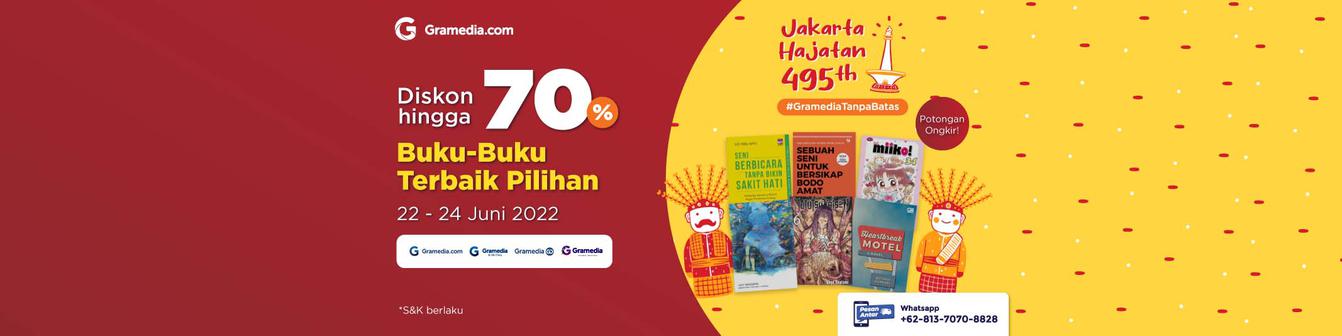 Gramedia.com
Diskon
hingga
70%
Buku-Buku
Terbaik Pilihan
22 - 24 Juni 2022
Gramedia.com Gramedia Gramedia Gramedia
*S&K berlaku
Jakarta
Hajatan
495th
#GramediaTanpaBatas
Potongan
Ongkir!
SENI
BERBICARA
TANPA BIKIN
SAKIT HATI
SEBUAH
SENI
UNTUK
BERSIKAP
BODO
AMAT
miiko!
34
Heartbreak
MOTEL
Pesan
Antar
Whatsapp
+62-813-7070-8828